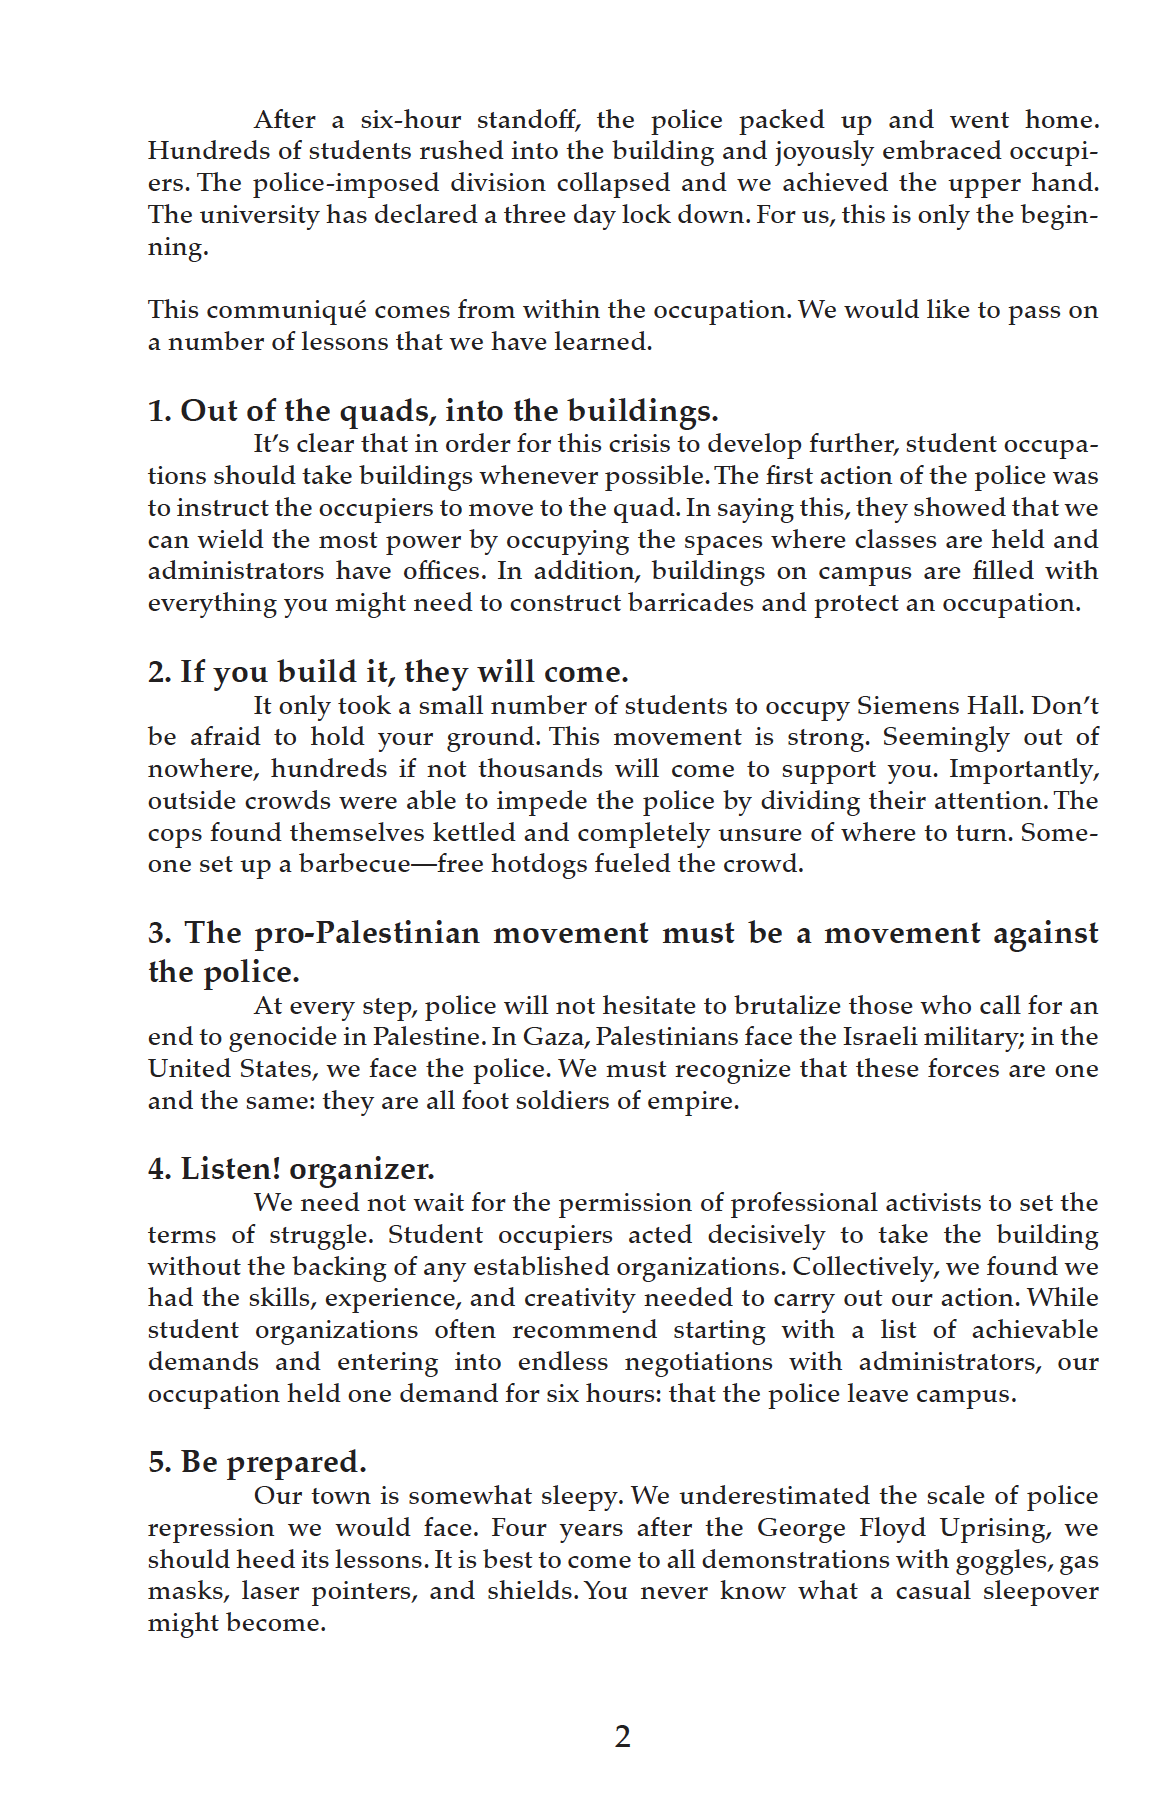 After a six-hour standoff, the police packed up and went home.
Hundreds of students rushed into the building and joyously embraced occupi-
ers. The police-imposed division collapsed and we achieved the upper hand.
The university has declared a three day lock down. For us, this is only the begin-
ning.
This communiqué comes from within the occupation. We would like to pass on
a number of lessons that we have learned.
1. Out of the quads, into the buildings.
It’s clear that in order for this crisis to develop further, student occupa-
tions should take buildings whenever possible. The first action of the police was
to instruct the occupiers to move to the quad. In saying this, they showed that we
can wield the most power by occupying the spaces where classes are held and
administrators have offices. In addition, buildings on campus are filled with
everything you might need to construct barricades and protect an occupation.
2. If you build it, they will come.
It only took a small number of students to occupy Siemens Hall. Don’t
be afraid to hold your ground. This movement is strong. Seemingly out of
nowhere, hundreds if not thousands will come to support you. Importantly,
outside crowds were able to impede the police by dividing their attention. The
cops found themselves kettled and completely unsure of where to turn. Some-
one set up a barbecue—free hotdogs fueled the crowd.
3. The pro-Palestinian movement must be a movement against
the police.
At every step, police will not hesitate to brutalize those who call for an
end to genocide in Palestine. In Gaza, Palestinians face the Israeli military; in the
United States, we face the police. We must recognize that these forces are one
and the same: they are all foot soldiers of empire.
4. Listen! organizer.
We need not wait for the permission of professional activists to set the
terms of struggle. Student occupiers acted decisively to take the building
without the backing of any established organizations. Collectively, we found we
had the skills, experience, and creativity needed to carry out our action. While
student organizations often recommend starting with a list of achievable
demands and entering into endless negotiations with administrators, our
occupation held one demand for six hours: that the police leave campus.
5. Be prepared.
Our town is somewhat sleepy. We underestimated the scale of police
repression we would face. Four years after the George Floyd Uprising, we
should heed its lessons. It is best to come to all demonstrations with goggles, gas
masks, laser pointers, and shields. You never know what a casual sleepover
might become.
2